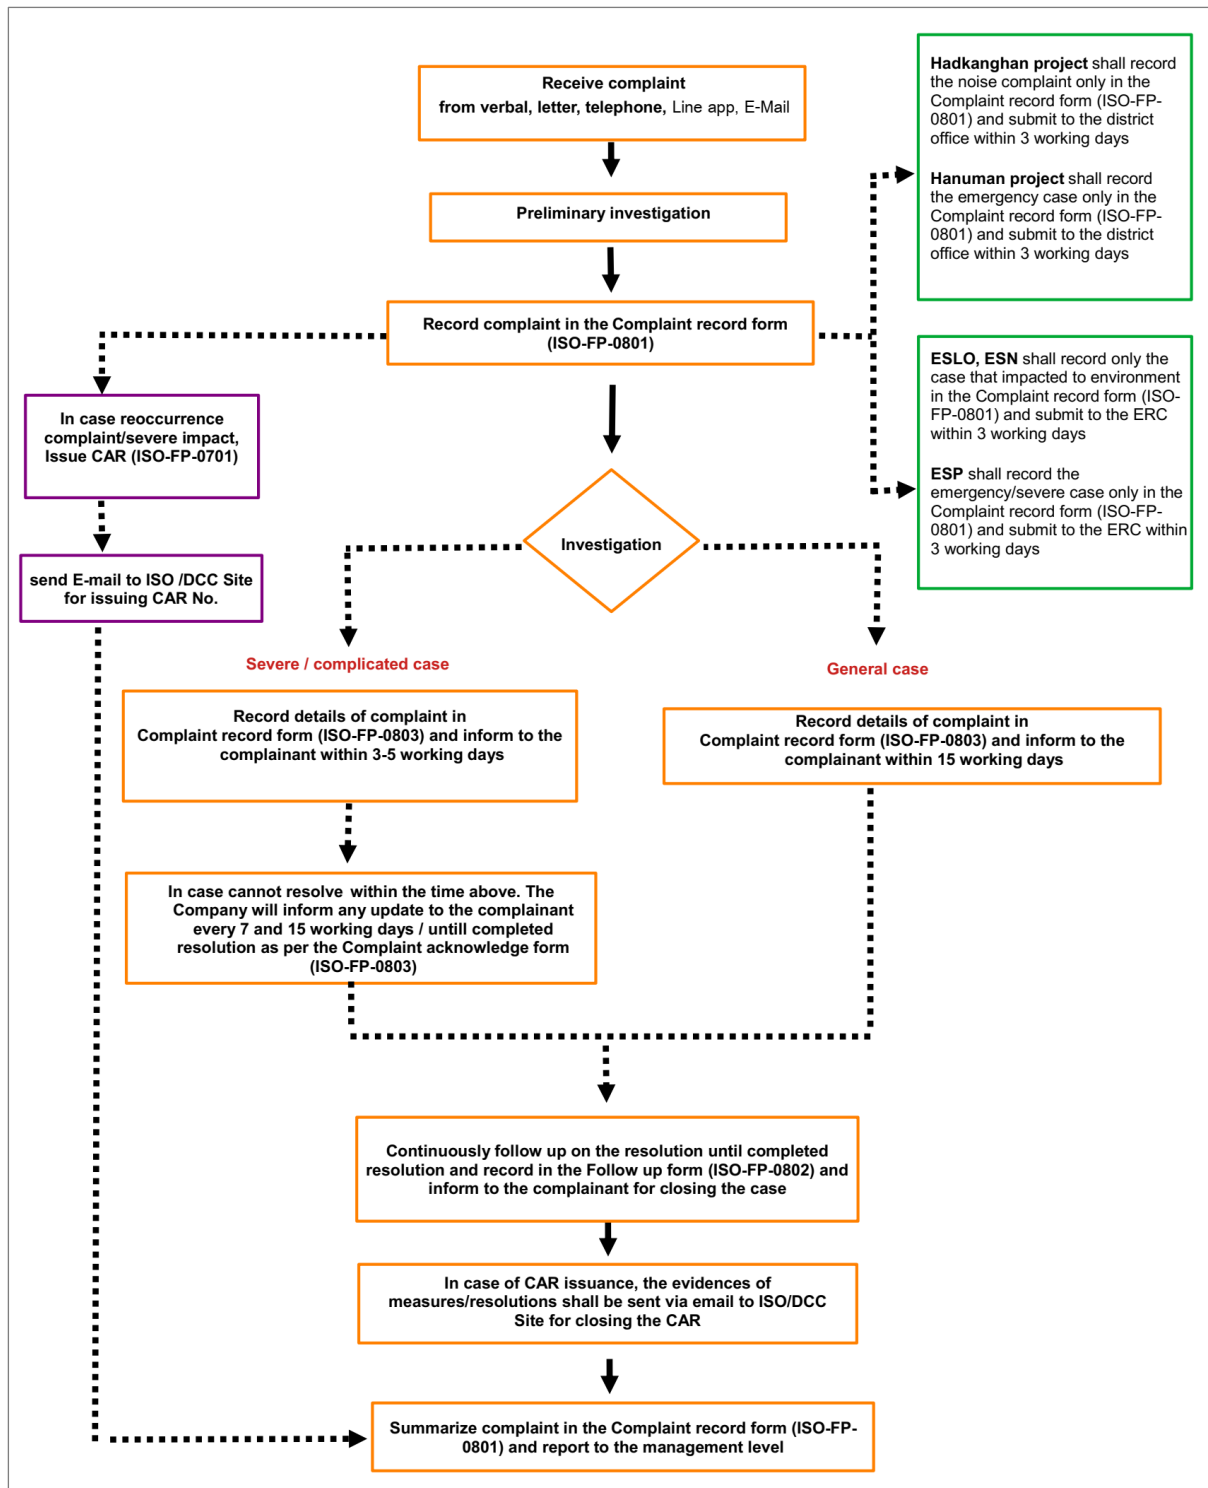 Receive complaint
from verbal, letter, telephone, Line app, E-Mail
Hadkanghan project shall record
the noise complaint only in the
Complaint record form (ISO-FP-
0801) and submit to the district
office within 3 working days
Hanuman project shall record
the emergency case only in the
Complaint record form (ISO-FP-
0801) and submit to the district
office within 3 working days
Preliminary investigation
Record complaint in the Complaint record form
(ISO-FP-0801)
ESLO, ESN shall record only the
case that impacted to environment
in the Complaint record form (ISO-
FP-0801) and submit to the ERC
within 3 working days
ESP shall record the
emergency/severe case only in the
Complaint record form (ISO-FP-
0801) and submit to the ERC within
3 working days
In case reoccurrence
complaint/severe impact,
Issue CAR (ISO-FP-0701)
send E-mail to ISO /DCC Site
for issuing CAR No.
Investigation
Severe / complicated case
General case
Record details of complaint in
Complaint record form (ISO-FP-0803) and inform to the
complainant within 3-5 working days
Record details of complaint in
Complaint record form (ISO-FP-0803) and inform to the
complainant within 15 working days
In case cannot resolve within the time above. The
Company will inform any update to the complainant
every 7 and 15 working days / untill completed
resolution as per the Complaint acknowledge form
(ISO-FP-0803)
Continuously follow up on the resolution until completed
resolution and record in the Follow up form (ISO-FP-0802) and
inform to the complainant for closing the case
In case of CAR issuance, the evidences of
measures/resolutions shall be sent via email to ISO/DCC
Site for closing the CAR
Summarize complaint in the Complaint record form (ISO-FP-
0801) and report to the management level